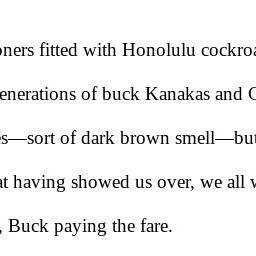 oners fitted with Honolulu cockroa
enerations of buck Kanakas and
es—sort of dark brown smell—but
at having showed us over, we all
, Buck paying the fare.